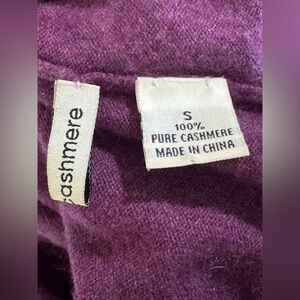 cashmere
S
100%
PURE CASHMERE
MADE IN CHINA